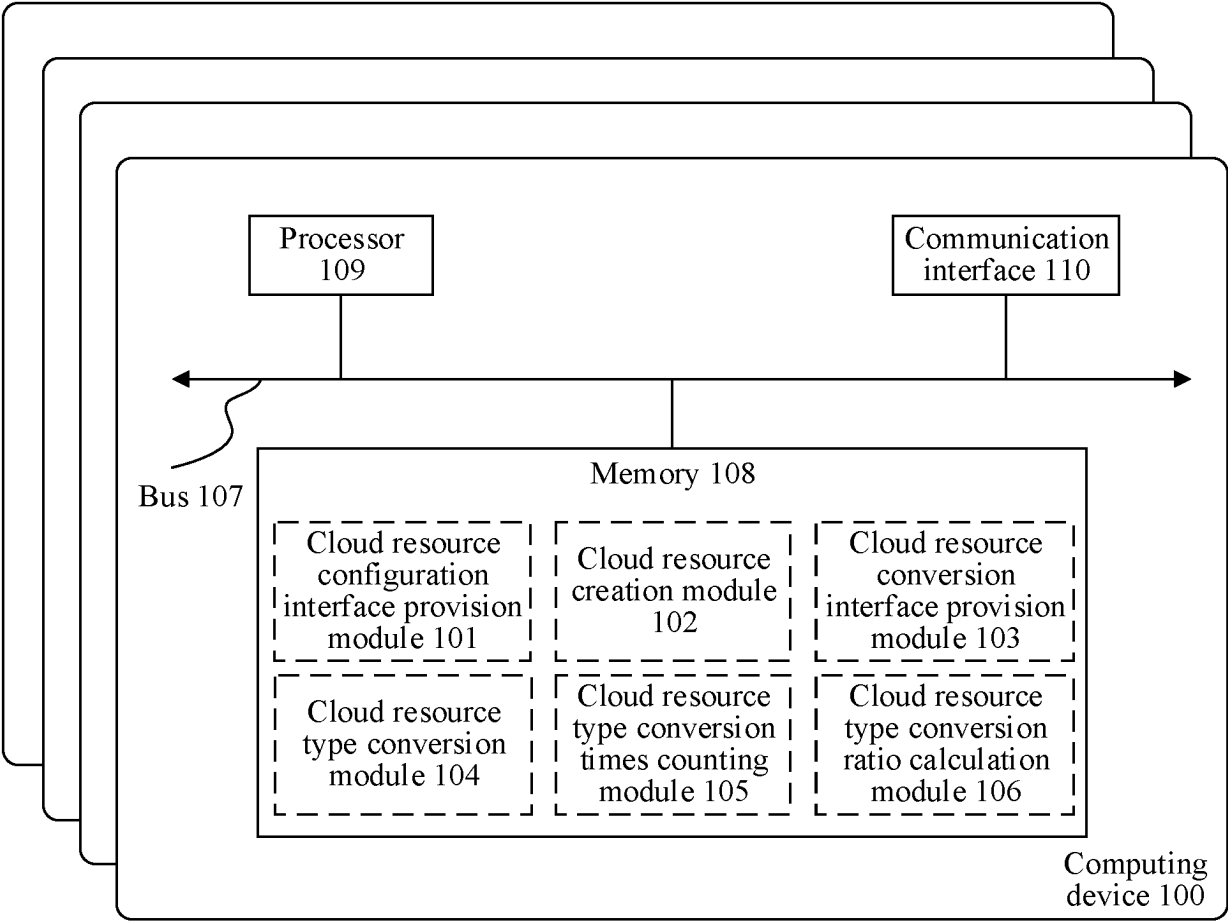 Processor
109
Communication
interface 110
Bus 107
Memory 108
Cloud resource
configuration
interface provision
module 101
Cloud resource
creation module
102
Cloud resource
conversion
interface provision
module 103
Cloud resource
type conversion
module 104
Cloud resource
type conversion
times counting
module 105
Cloud resource
type conversion
ratio calculation
module 106
Computing
device 100